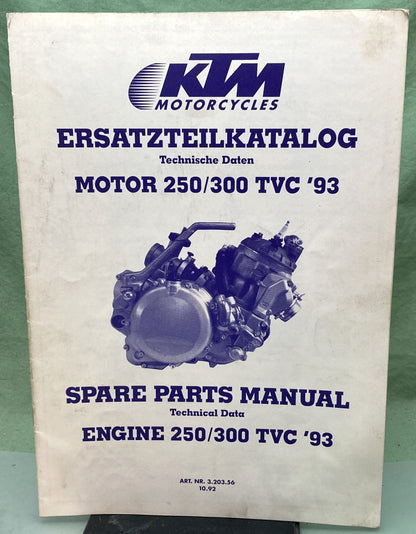 KTM
MOTORCYCLES
ERSATZTEILKATALOG
Technische Daten
MOTOR 250/300 TVC '93
SPARE PARTS MANUAL
Technical Data
ENGINE 250/300 TVC '93
ART. NR. 3.203.56
10.92